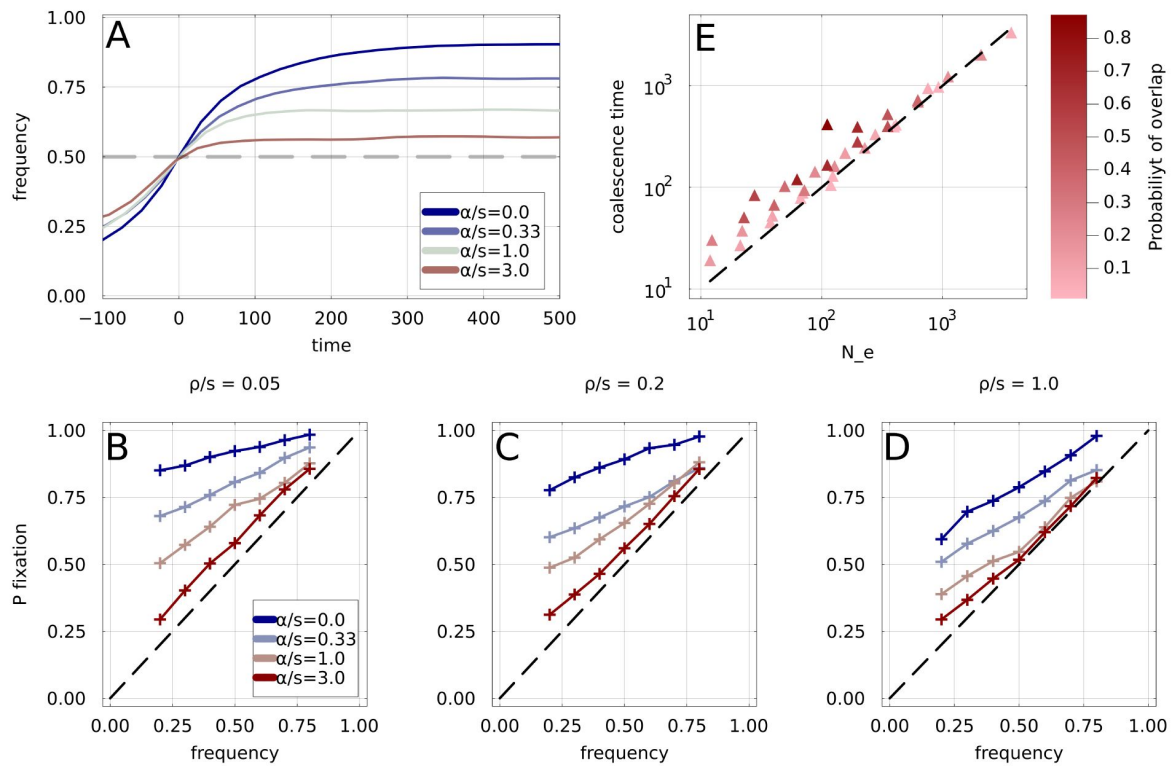 A
1.00
0.75
0.50
0.25
0.00
frequency
−100
0
100
200
300
400
500
time
α/s=0.0
α/s=0.33
α/s=1.0
α/s=3.0
E
10³
10²
10¹
coalescence time
10¹
10²
10³
N_e
0.8
0.7
0.6
0.5
0.4
0.3
0.2
0.1
Probabiliyt of overlap
ρ/s = 0.05
B
1.00
0.75
0.50
0.25
0.00
P fixation
0.00
0.25
0.50
0.75
1.00
frequency
α/s=0.0
α/s=0.33
α/s=1.0
α/s=3.0
ρ/s = 0.2
C
1.00
0.75
0.50
0.25
0.00
0.00
0.25
0.50
0.75
1.00
frequency
ρ/s = 1.0
D
1.00
0.75
0.50
0.25
0.00
0.00
0.25
0.50
0.75
1.00
frequency